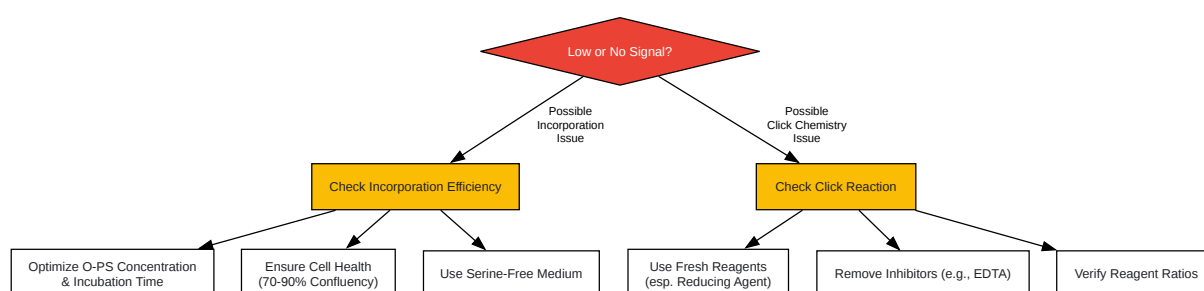 Low or No Signal?
Possible
Incorporation
Issue
Possible
Click Chemistry
Issue
Check Incorporation Efficiency
Check Click Reaction
Optimize O-PS Concentration
& Incubation Time
Ensure Cell Health
(70-90% Confluency)
Use Serine-Free Medium
Use Fresh Reagents
(esp. Reducing Agent)
Remove Inhibitors (e.g., EDTA)
Verify Reagent Ratios